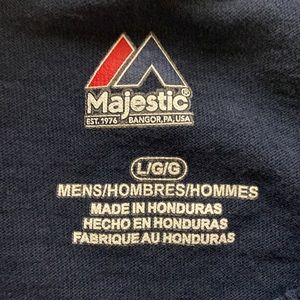 Majestic®
EST. 1976 BANGOR, PA, USA
L/G/G
MENS/HOMBRES/HOMMES
MADE IN HONDURAS
HECHO EN HONDURAS
FABRIQUE AU HONDURAS